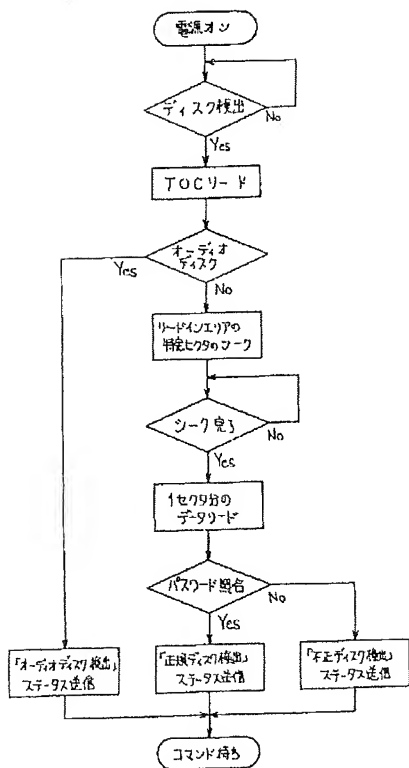 電源オン
ディスク検出
No
Yes
TOCリード
オーディオ
ディスク
Yes
No
リードインエリアの
特定セクタのシーク
シーク完了
No
Yes
1セクタ分の
データリード
パスワード照合
No
Yes
「オーディオディスク検出」
ステータス送信
「正規ディスク検出」
ステータス送信
「不正ディスク検出」
ステータス送信
コマンド待ち